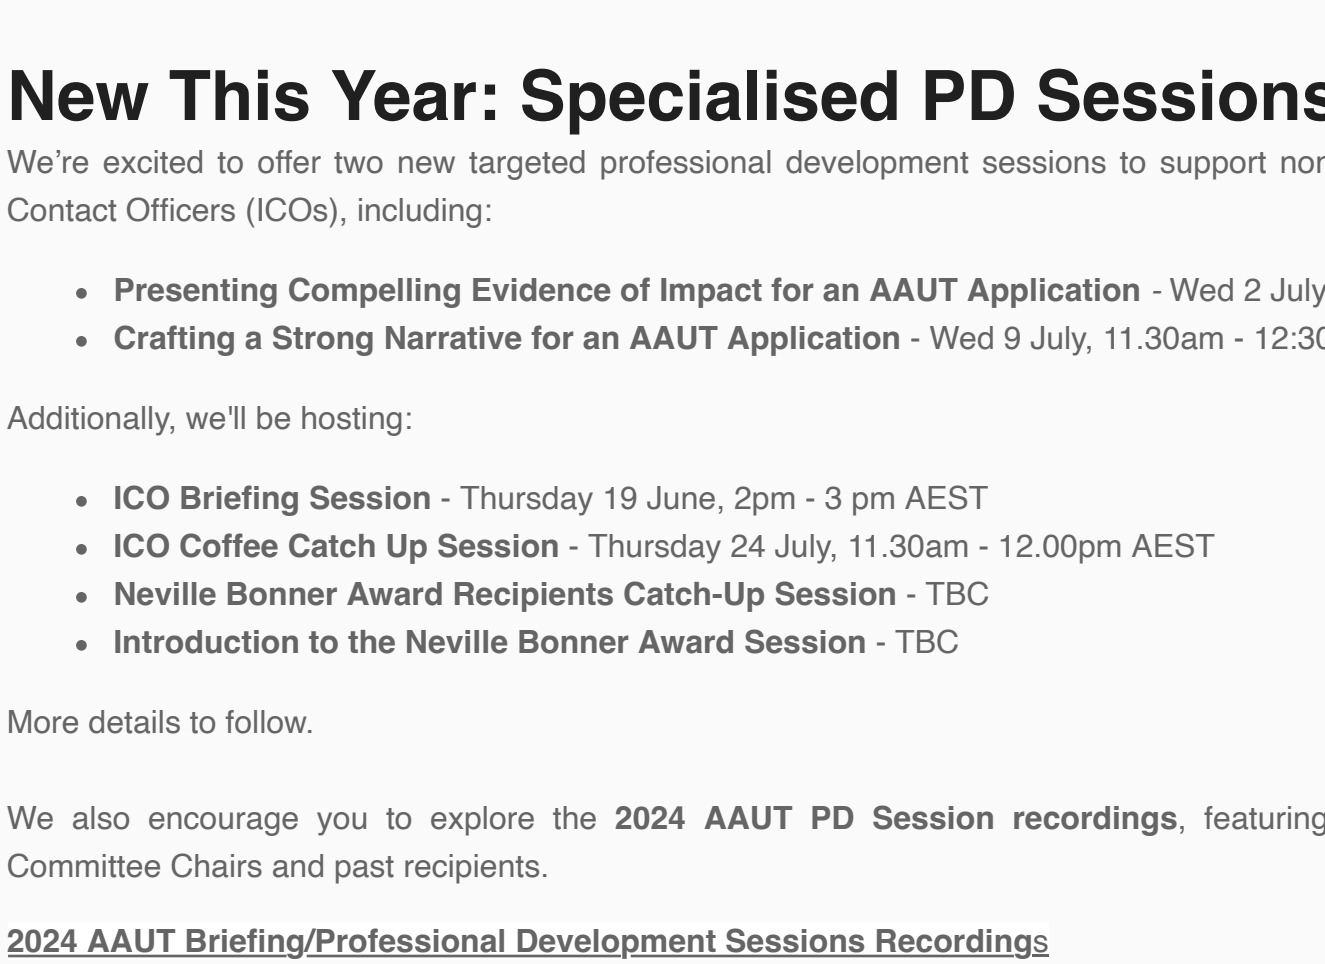 New This Year: Specialised PD Sessions
We’re excited to offer two new targeted professional development sessions to support
Contact Officers (ICOs), including:
• Presenting Compelling Evidence of Impact for an AAUT Application - Wed 2 July
• Crafting a Strong Narrative for an AAUT Application - Wed 9 July, 11.30am - 12:30
Additionally, we'll be hosting:
• ICO Briefing Session - Thursday 19 June, 2pm - 3 pm AEST
• ICO Coffee Catch Up Session - Thursday 24 July, 11.30am - 12.00pm AEST
• Neville Bonner Award Recipients Catch-Up Session - TBC
• Introduction to the Neville Bonner Award Session - TBC
More details to follow.
We also encourage you to explore the 2024 AAUT PD Session recordings, featuring
Committee Chairs and past recipients.
2024 AAUT Briefing/Professional Development Sessions Recordings